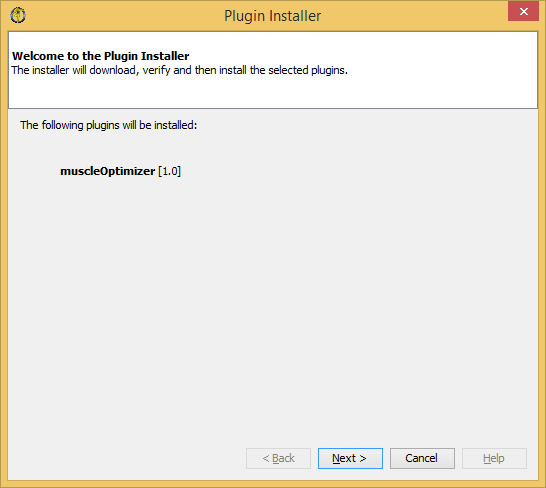 Plugin Installer
Welcome to the Plugin Installer
The installer will download, verify and then install the selected plugins.
The following plugins will be installed:
muscleOptimizer [1.0]
< Back Next > Cancel Help